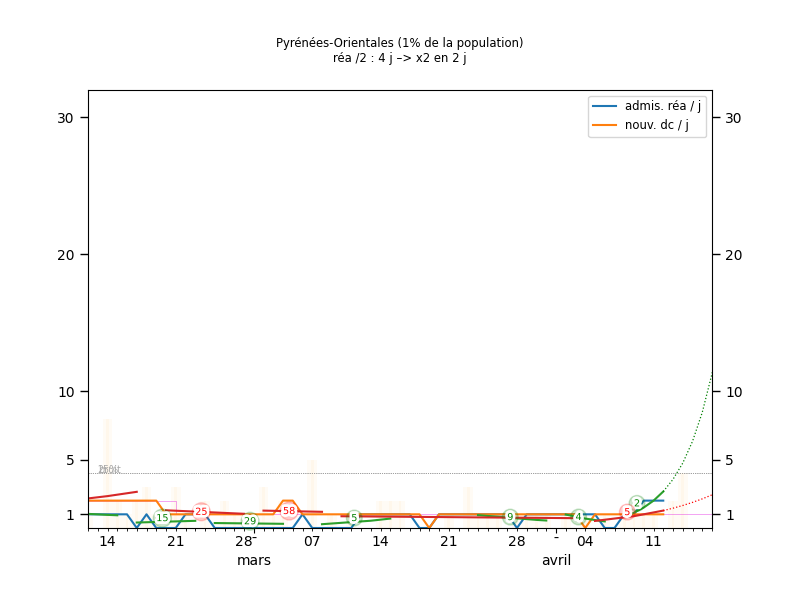 Pyrénées-Orientales (1% de la population)
réa /2 : 4 j –> x2 en 2 j
admis. réa / j
nouv. dc / j
30 30
20 20
10 10
5 5
1 1
15 25 29 58 5 9 4 5 2
14 21 28 07 14 21 28 04 11
mars avril